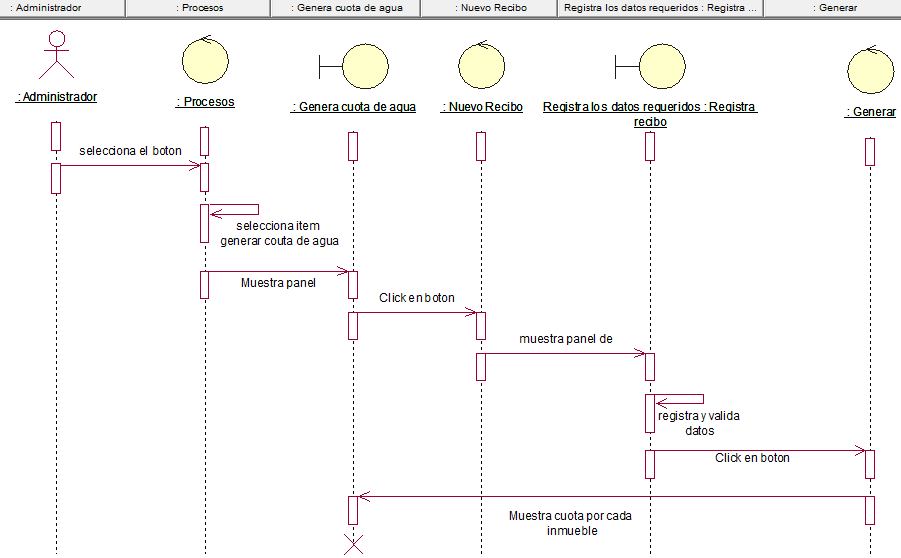 : Administrador
: Procesos
: Genera cuota de agua
: Nuevo Recibo
Registra los datos requeridos : Registra ...
: Generar
: Administrador
: Procesos
: Genera cuota de agua
: Nuevo Recibo
Registra los datos requeridos : Registra
recibo
: Generar
selecciona el boton
selecciona item
generar couta de agua
Muestra panel
Click en boton
muestra panel de
registra y valida
datos
Click en boton
Muestra cuota por cada
inmueble